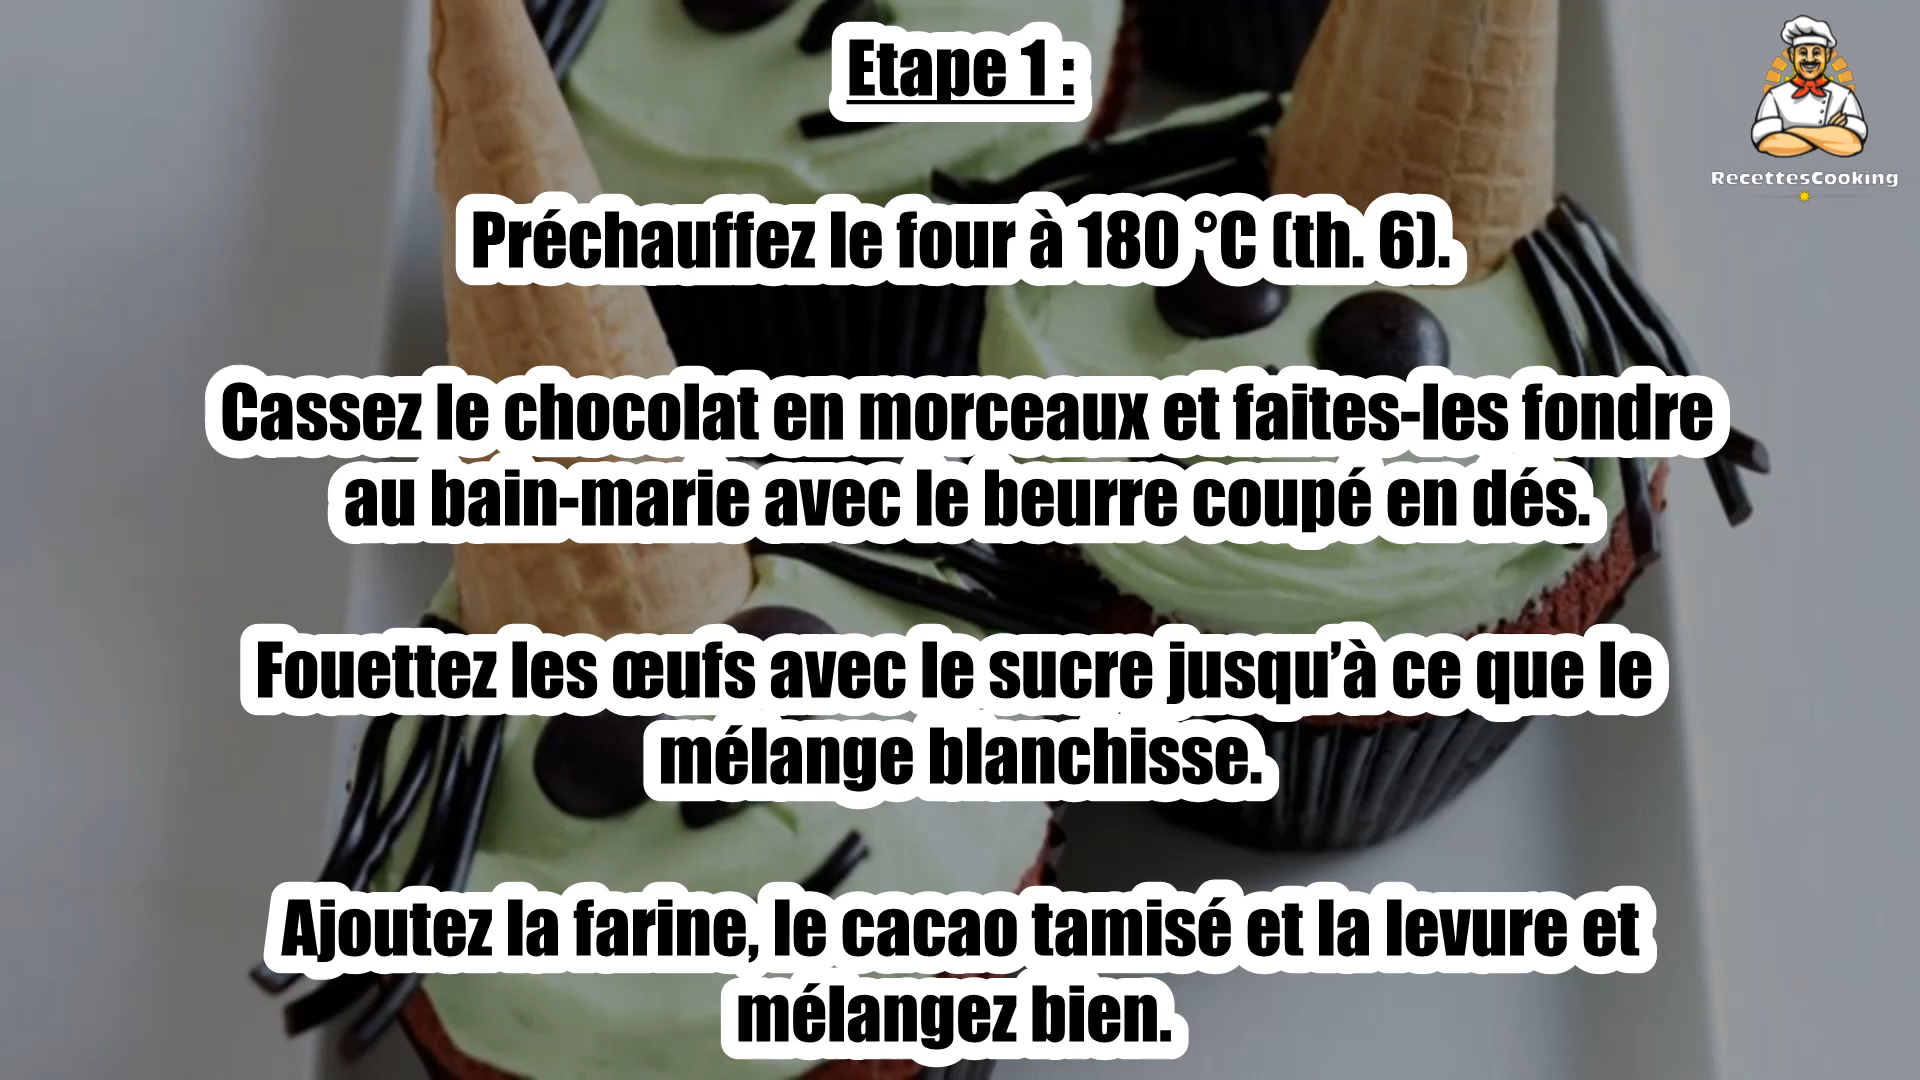 Etape 1 :
RecettesCooking
Préchauffez le four à 180 °C (th. 6).
Cassez le chocolat en morceaux et faites-les fondre
au bain-marie avec le beurre coupé en dés.
Fouettez les œufs avec le sucre jusqu’à ce que le
mélange blanchisse.
Ajoutez la farine, le cacao tamisé et la levure et
mélangez bien.